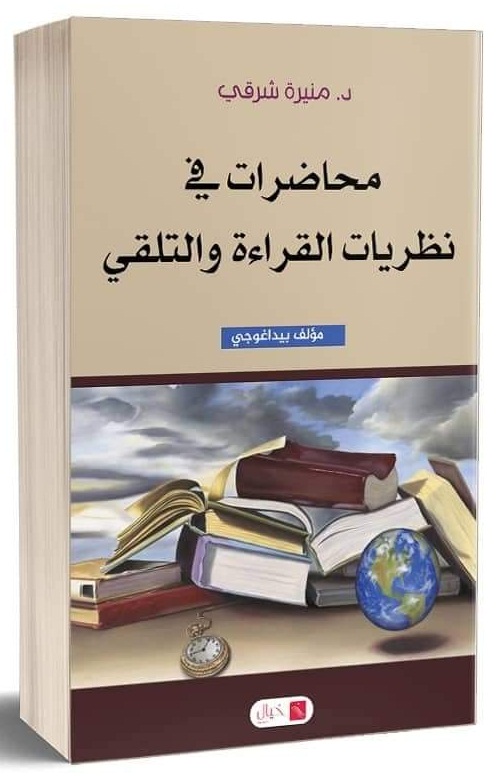 د. منيرة شرقي
محاضرات في
نظريات القراءة والتلقي
مؤلف بيداغوجي
خيال